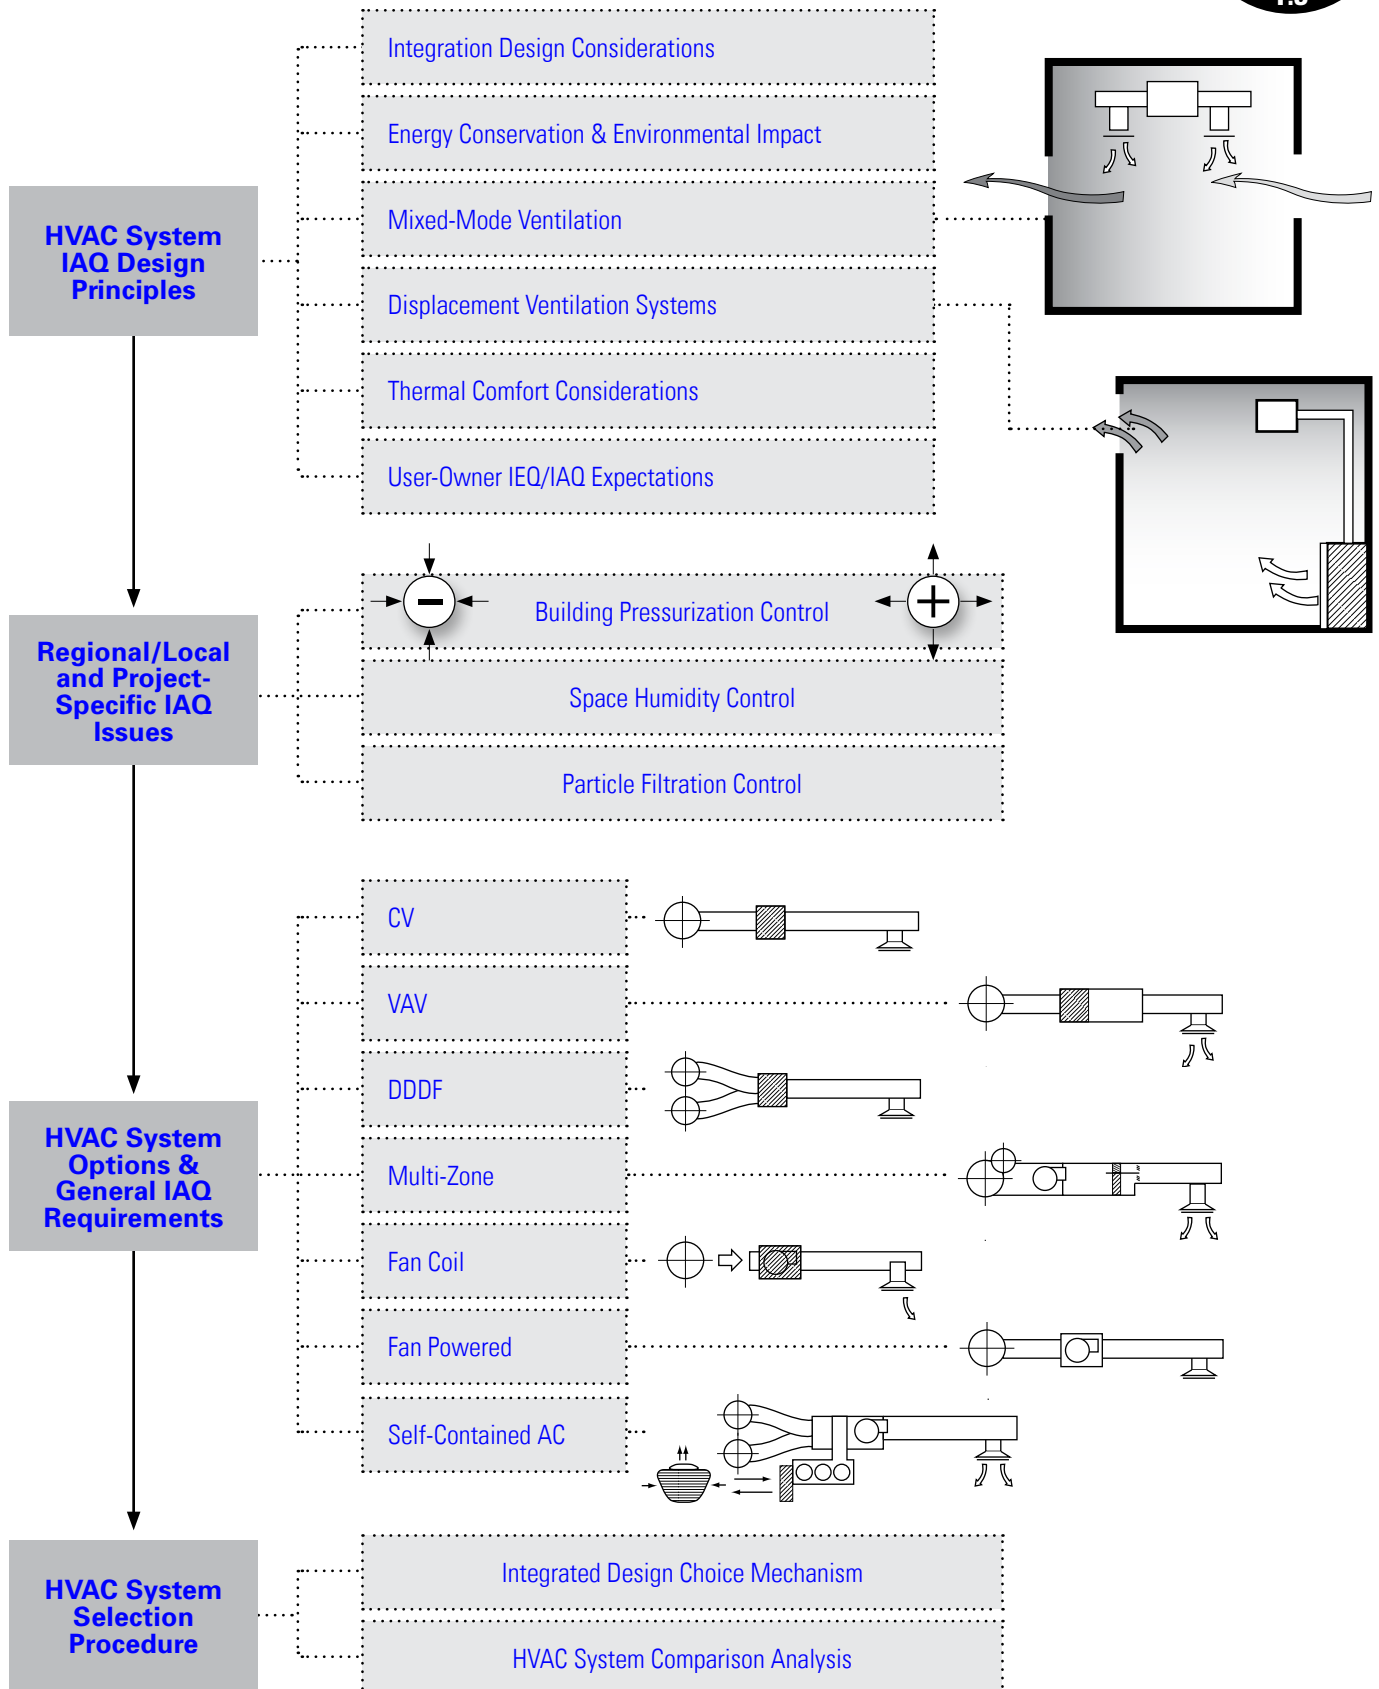 Integration Design Considerations
Energy Conservation & Environmental Impact
HVAC System
IAQ Design
Principles
Mixed-Mode Ventilation
Displacement Ventilation Systems
Thermal Comfort Considerations
User-Owner IEQ/IAQ Expectations
Regional/Local
and Project-
Specific IAQ
Issues
Building Pressurization Control
Space Humidity Control
Particle Filtration Control
HVAC System
Options &
General IAQ
Requirements
CV
VAV
DDDF
Multi-Zone
Fan Coil
Fan Powered
Self-Contained AC
HVAC System
Selection
Procedure
Integrated Design Choice Mechanism
HVAC System Comparison Analysis